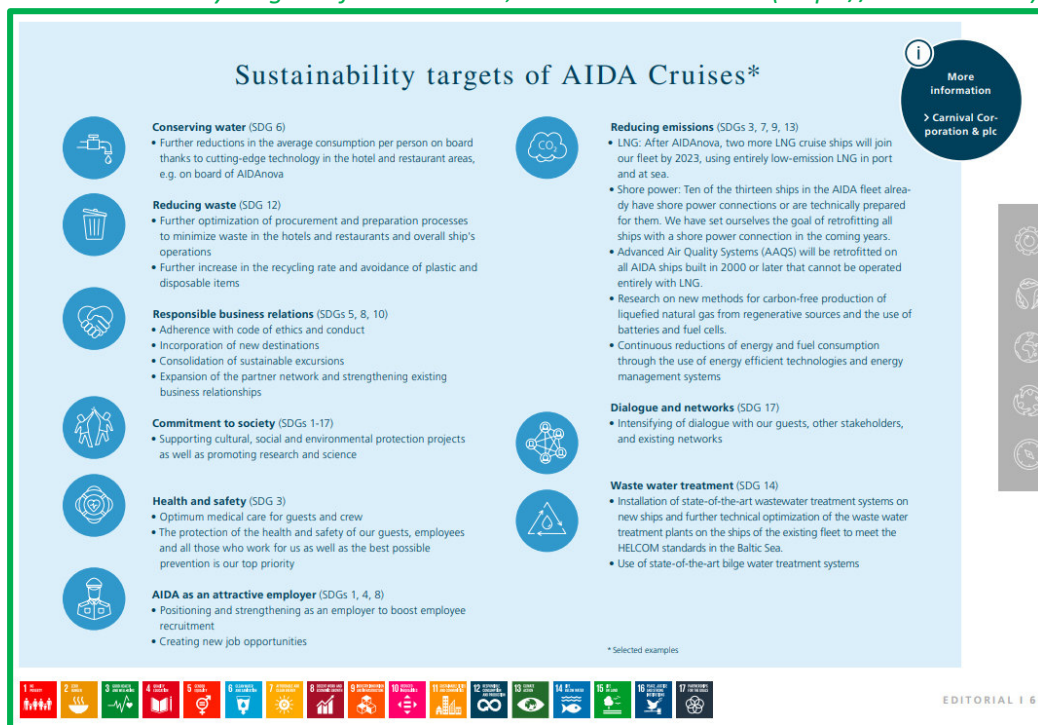 Sustainability targets of AIDA Cruises*
i
More
information
> Carnival Cor-
poration & plc
Conserving water (SDG 6)
• Further reductions in the average consumption per person on board
thanks to cutting-edge technology in the hotel and restaurant areas,
e.g. on board of AIDAnova
Reducing waste (SDG 12)
• Further optimization of procurement and preparation processes
to minimize waste in the hotels and restaurants and overall ship's
operations
• Further increase in the recycling rate and avoidance of plastic and
disposable items
Responsible business relations (SDGs 5, 8, 10)
• Adherence with code of ethics and conduct
• Incorporation of new destinations
• Consolidation of sustainable excursions
• Expansion of the partner network and strengthening existing
business relationships
Commitment to society (SDGs 1-17)
• Supporting cultural, social and environmental protection projects
as well as promoting research and science
Health and safety (SDG 3)
• Optimum medical care for guests and crew
• The protection of the health and safety of our guests, employees
and all those who work for us as well as the best possible
prevention is our top priority
AIDA as an attractive employer (SDGs 1, 4, 8)
• Positioning and strengthening as an employer to boost employee
recruitment
• Creating new job opportunities
CO2
Reducing emissions (SDGs 3, 7, 9, 13)
• LNG: After AIDAnova, two more LNG cruise ships will join
our fleet by 2023, using entirely low-emission LNG in port
and at sea.
• Shore power: Ten of the thirteen ships in the AIDA fleet alrea-
dy have shore power connections or are technically prepared
for them. We have set ourselves the goal of retrofitting all
ships with a shore power connection in the coming years.
• Advanced Air Quality Systems (AAQS) will be retrofitted on
all AIDA ships built in 2000 or later that cannot be operated
entirely with LNG.
• Research on new methods for carbon-free production of
liquefied natural gas from regenerative sources and the use of
batteries and fuel cells.
• Continuous reductions of energy and fuel consumption
through the use of energy efficient technologies and energy
management systems
Dialogue and networks (SDG 17)
• Intensifying of dialogue with our guests, other stakeholders,
and existing networks
Waste water treatment (SDG 14)
• Installation of state-of-the-art wastewater treatment systems on
new ships and further technical optimization of the waste water
treatment plants on the ships of the existing fleet to meet the
HELCOM standards in the Baltic Sea.
• Use of state-of-the-art bilge water treatment systems
* Selected examples
1
2
3
4
5
6
7
8
9
10
11
12
13
14
15
16
17
EDITORIAL I 6